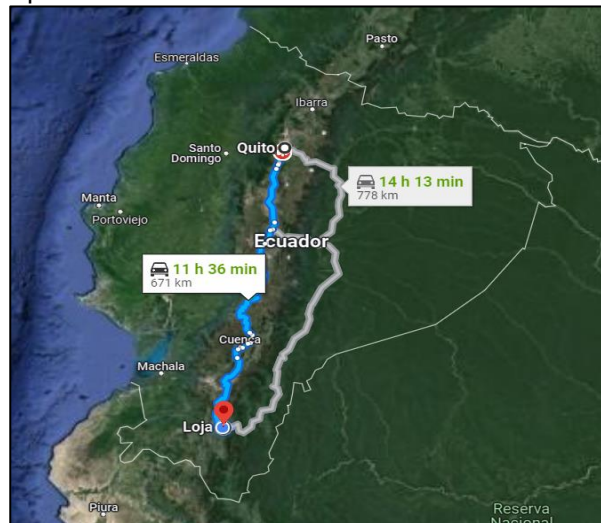 Pasto
Esmeraldas
Ibarra
Santo
Domingo
Quito
14 h 13 min
778 km
Manta
Portoviejo
Ecuador
11 h 36 min
671 km
Cuenca
Machala
Loja
Piura
Reserva
Nacional